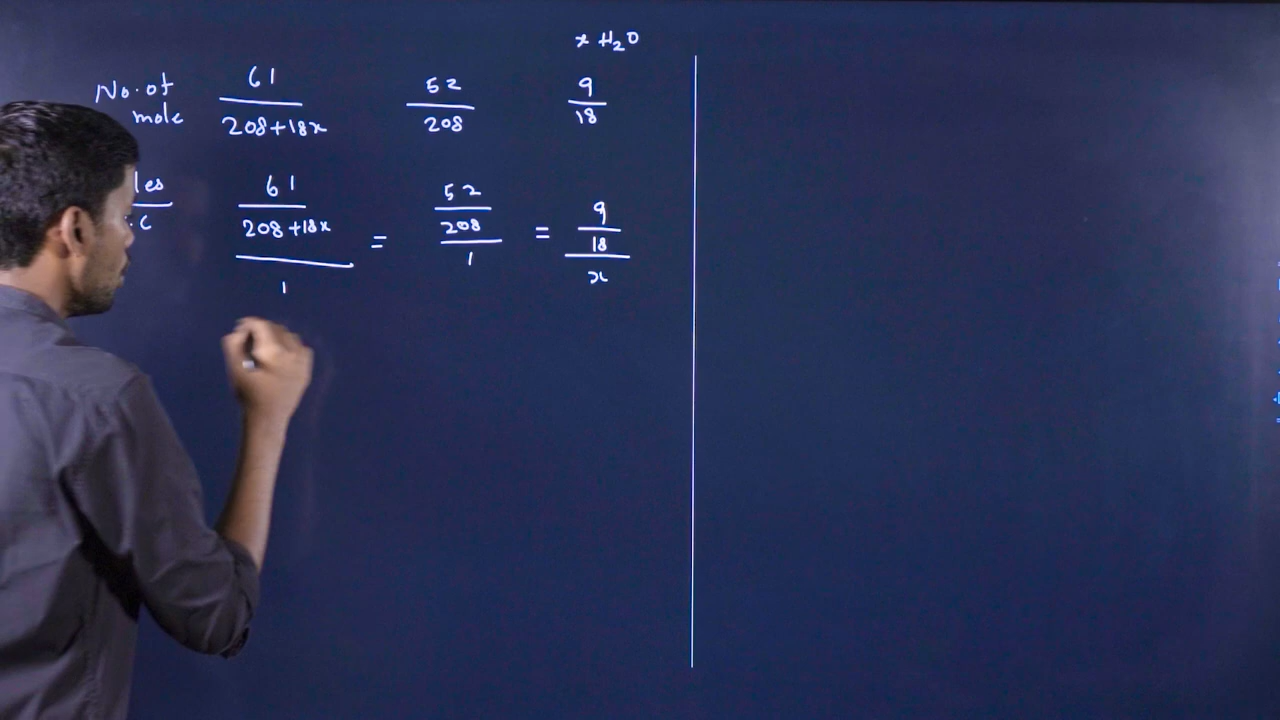 x H₂O
No. of mole 61/(208+18x) 52/208 9/18
(61/(208+18x))/1 = (52/208)/1 = (9/18)/x